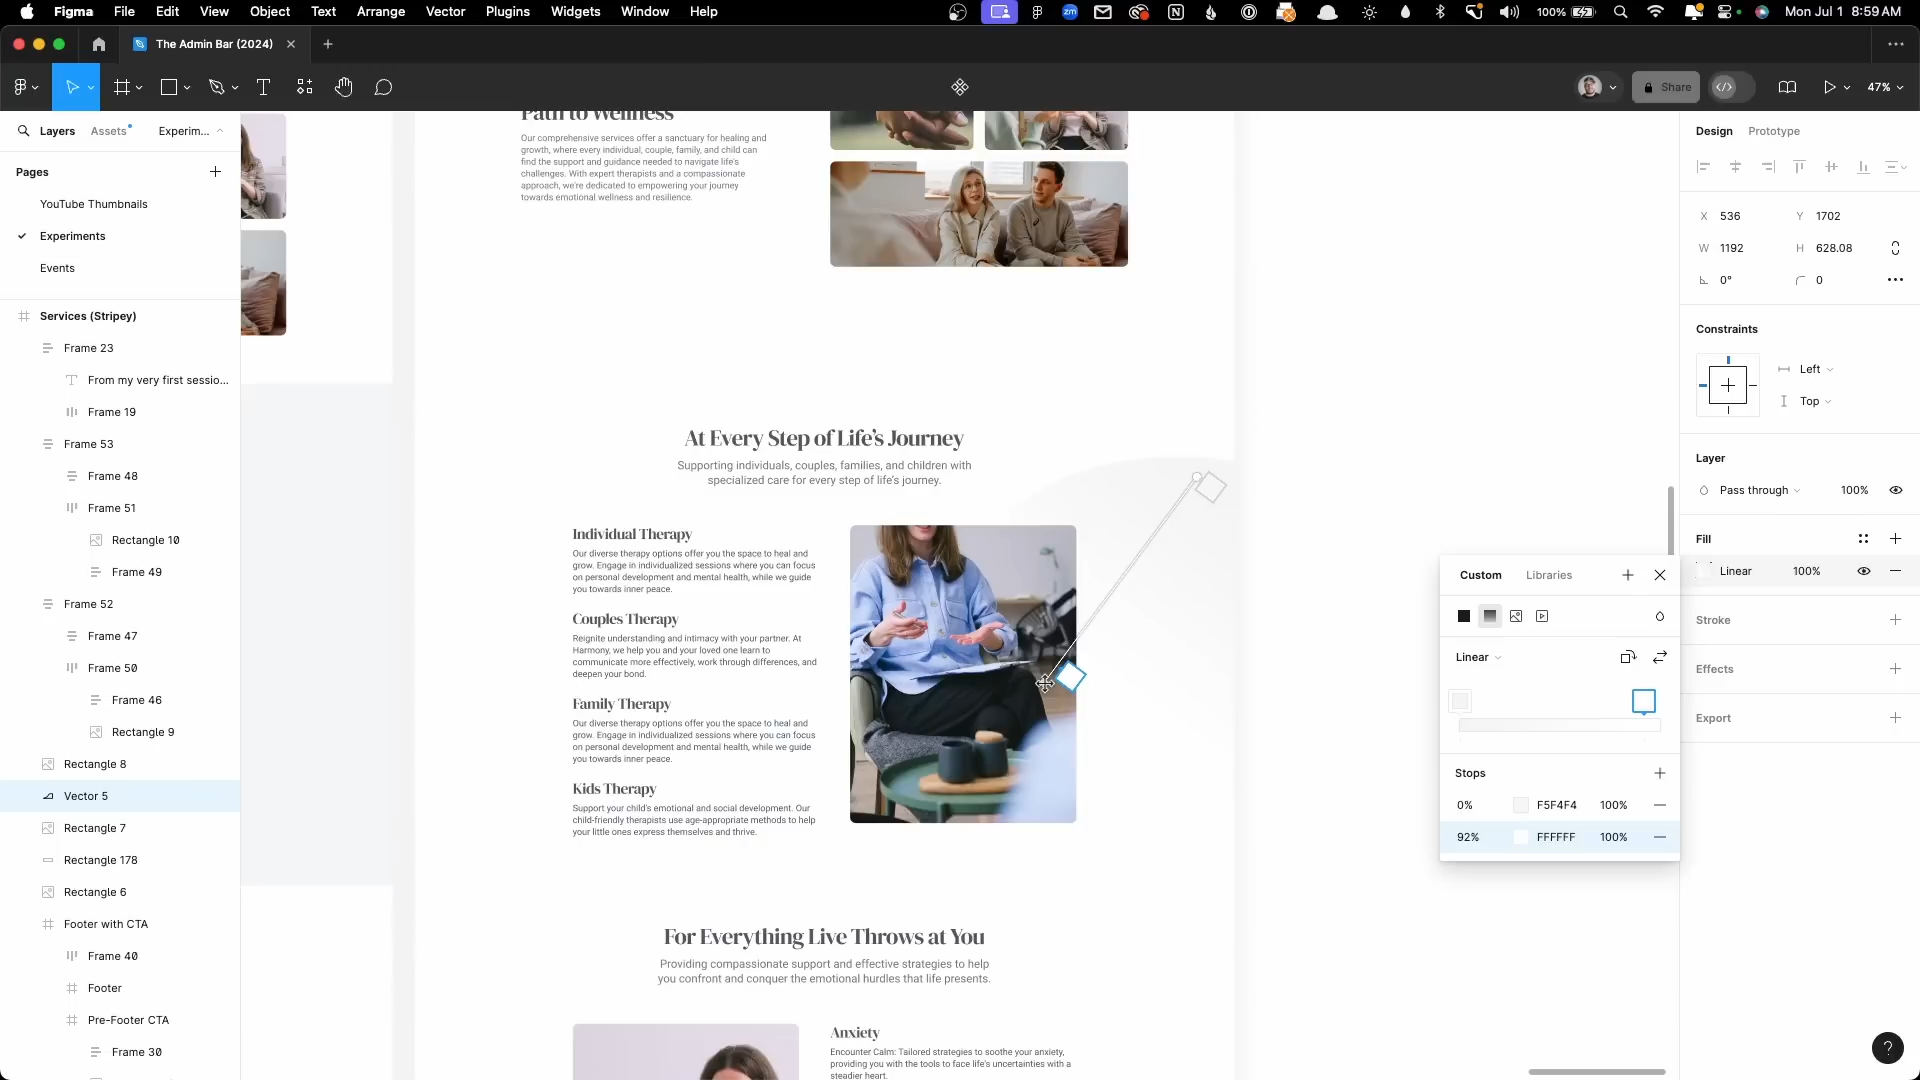 Figma File Edit View Object Text Arrange Vector Plugins Widgets Window Help
100% Mon Jul 1 8:59 AM
The Admin Bar (2024)
Share
47%
Layers Assets Experim...
Pages
YouTube Thumbnails
Experiments
Events
Services (Stripey)
Frame 23
From my very first sessio...
Frame 19
Frame 53
Frame 48
Frame 51
Rectangle 10
Frame 49
Frame 52
Frame 47
Frame 50
Frame 46
Rectangle 9
Rectangle 8
Vector 5
Rectangle 7
Rectangle 178
Rectangle 6
Footer with CTA
Frame 40
Footer
Pre-Footer CTA
Frame 30
Path to Wellness
Our comprehensive services offer a sanctuary for healing and
growth, where every individual, couple, family, and child can
find the support and guidance needed to navigate life's
challenges. With expert therapists and a compassionate
approach, we're dedicated to empowering your journey
towards emotional wellness and resilience.
At Every Step of Life's Journey
Supporting individuals, couples, families, and children with
specialized care for every step of life's journey.
Individual Therapy
Our diverse therapy options offer you the space to heal and
grow. Engage in individualized sessions where you can focus
on personal development and mental health, while we guide
you towards inner peace.
Couples Therapy
Reignite understanding and intimacy with your partner. At
Harmony, we help you and your loved one learn to
communicate more effectively, work through differences, and
deepen your bond.
Family Therapy
Our diverse therapy options offer you the space to heal and
grow. Engage in individualized sessions where you can focus
on personal development and mental health, while we guide
you towards inner peace.
Kids Therapy
Support your child's emotional and social development. Our
child-friendly therapists use age-appropriate methods to help
your little ones express themselves and thrive.
For Everything Live Throws at You
Providing compassionate support and effective strategies to help
you confront and conquer the emotional hurdles that life presents.
Anxiety
Encounter Calm: Tailored strategies to soothe your anxiety,
providing you with the tools to face life's uncertainties with a
steadier heart.
Custom Libraries
Linear
Stops
0% F5F4F4 100%
92% FFFFFF 100%
Design Prototype
X 536 Y 1702
W 1192 H 628.08
0° 0
Constraints
Left
Top
Layer
Pass through 100%
Fill
Linear 100%
Stroke
Effects
Export
?